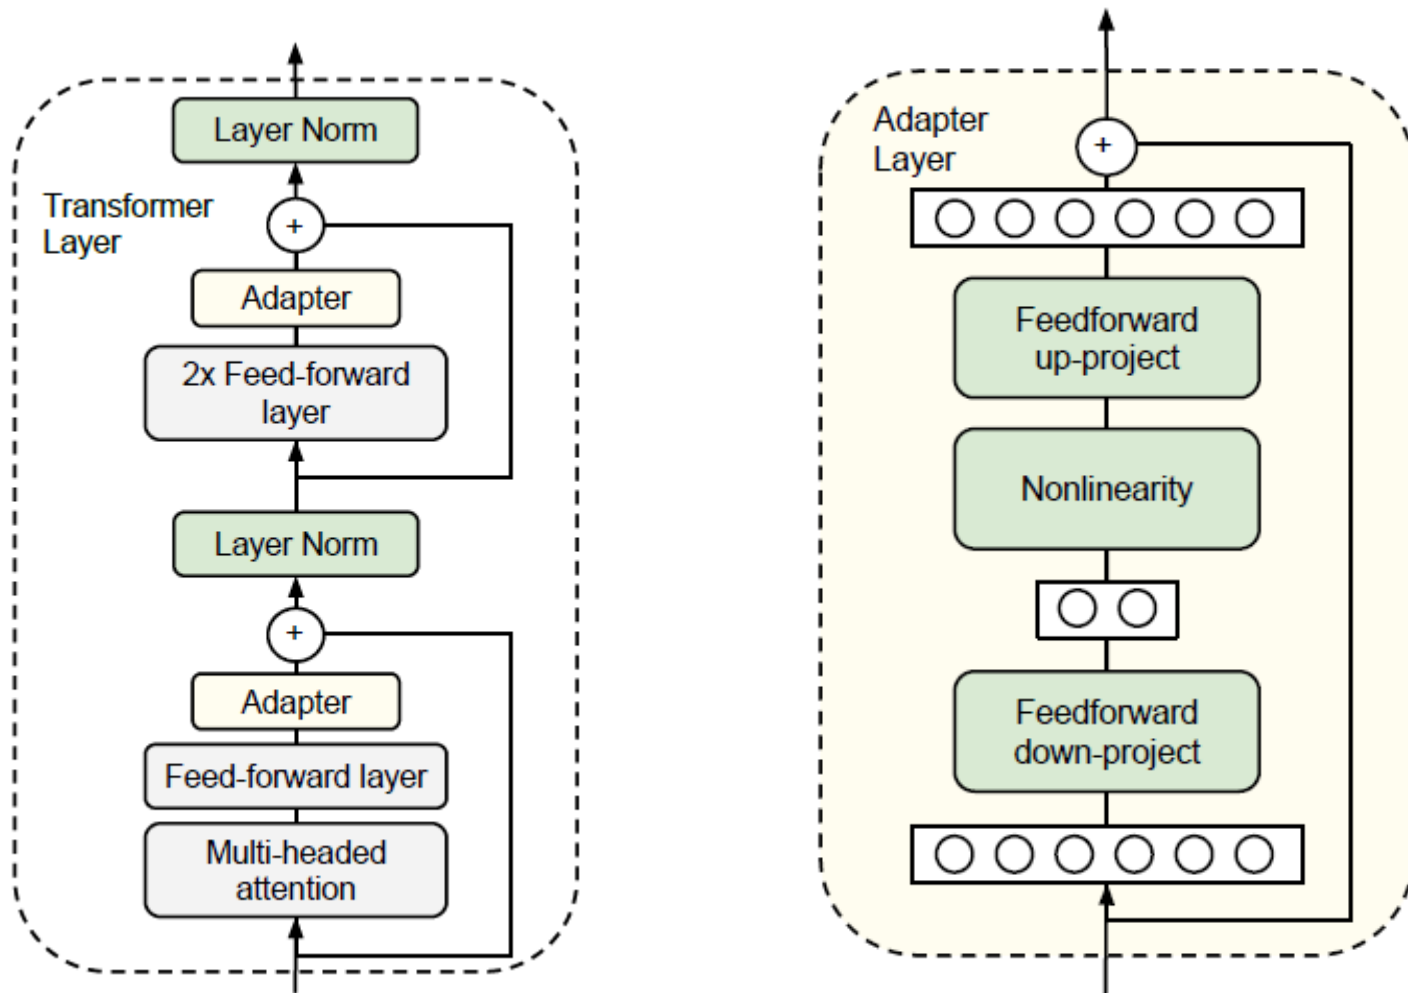 Layer Norm
Transformer
Layer
+
Adapter
2x Feed-forward
layer
Layer Norm
+
Adapter
Feed-forward layer
Multi-headed
attention
Adapter
Layer
+
Feedforward
up-project
Nonlinearity
Feedforward
down-project